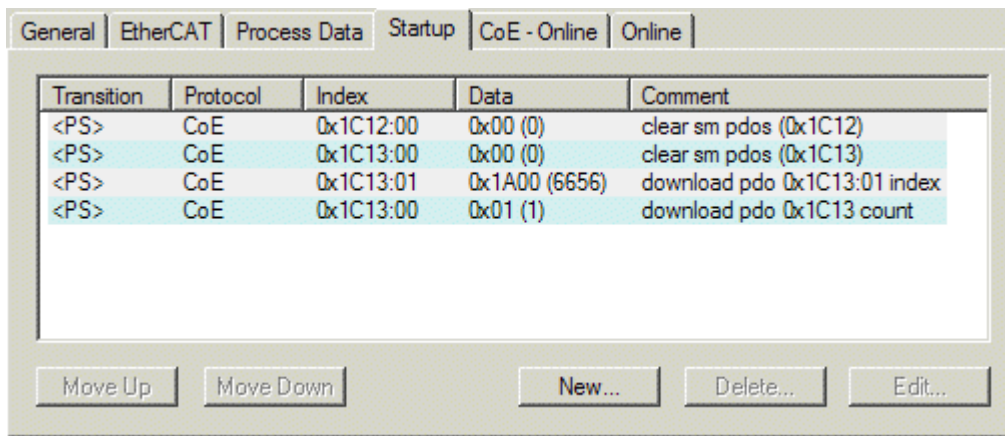 General EtherCAT Process Data Startup CoE - Online Online
Transition Protocol Index Data Comment
<PS> CoE 0x1C12:00 0x00 (0) clear sm pdos (0x1C12)
<PS> CoE 0x1C13:00 0x00 (0) clear sm pdos (0x1C13)
<PS> CoE 0x1C13:01 0x1A00 (6656) download pdo 0x1C13:01 index
<PS> CoE 0x1C13:00 0x01 (1) download pdo 0x1C13 count
Move Up Move Down New... Delete... Edit...